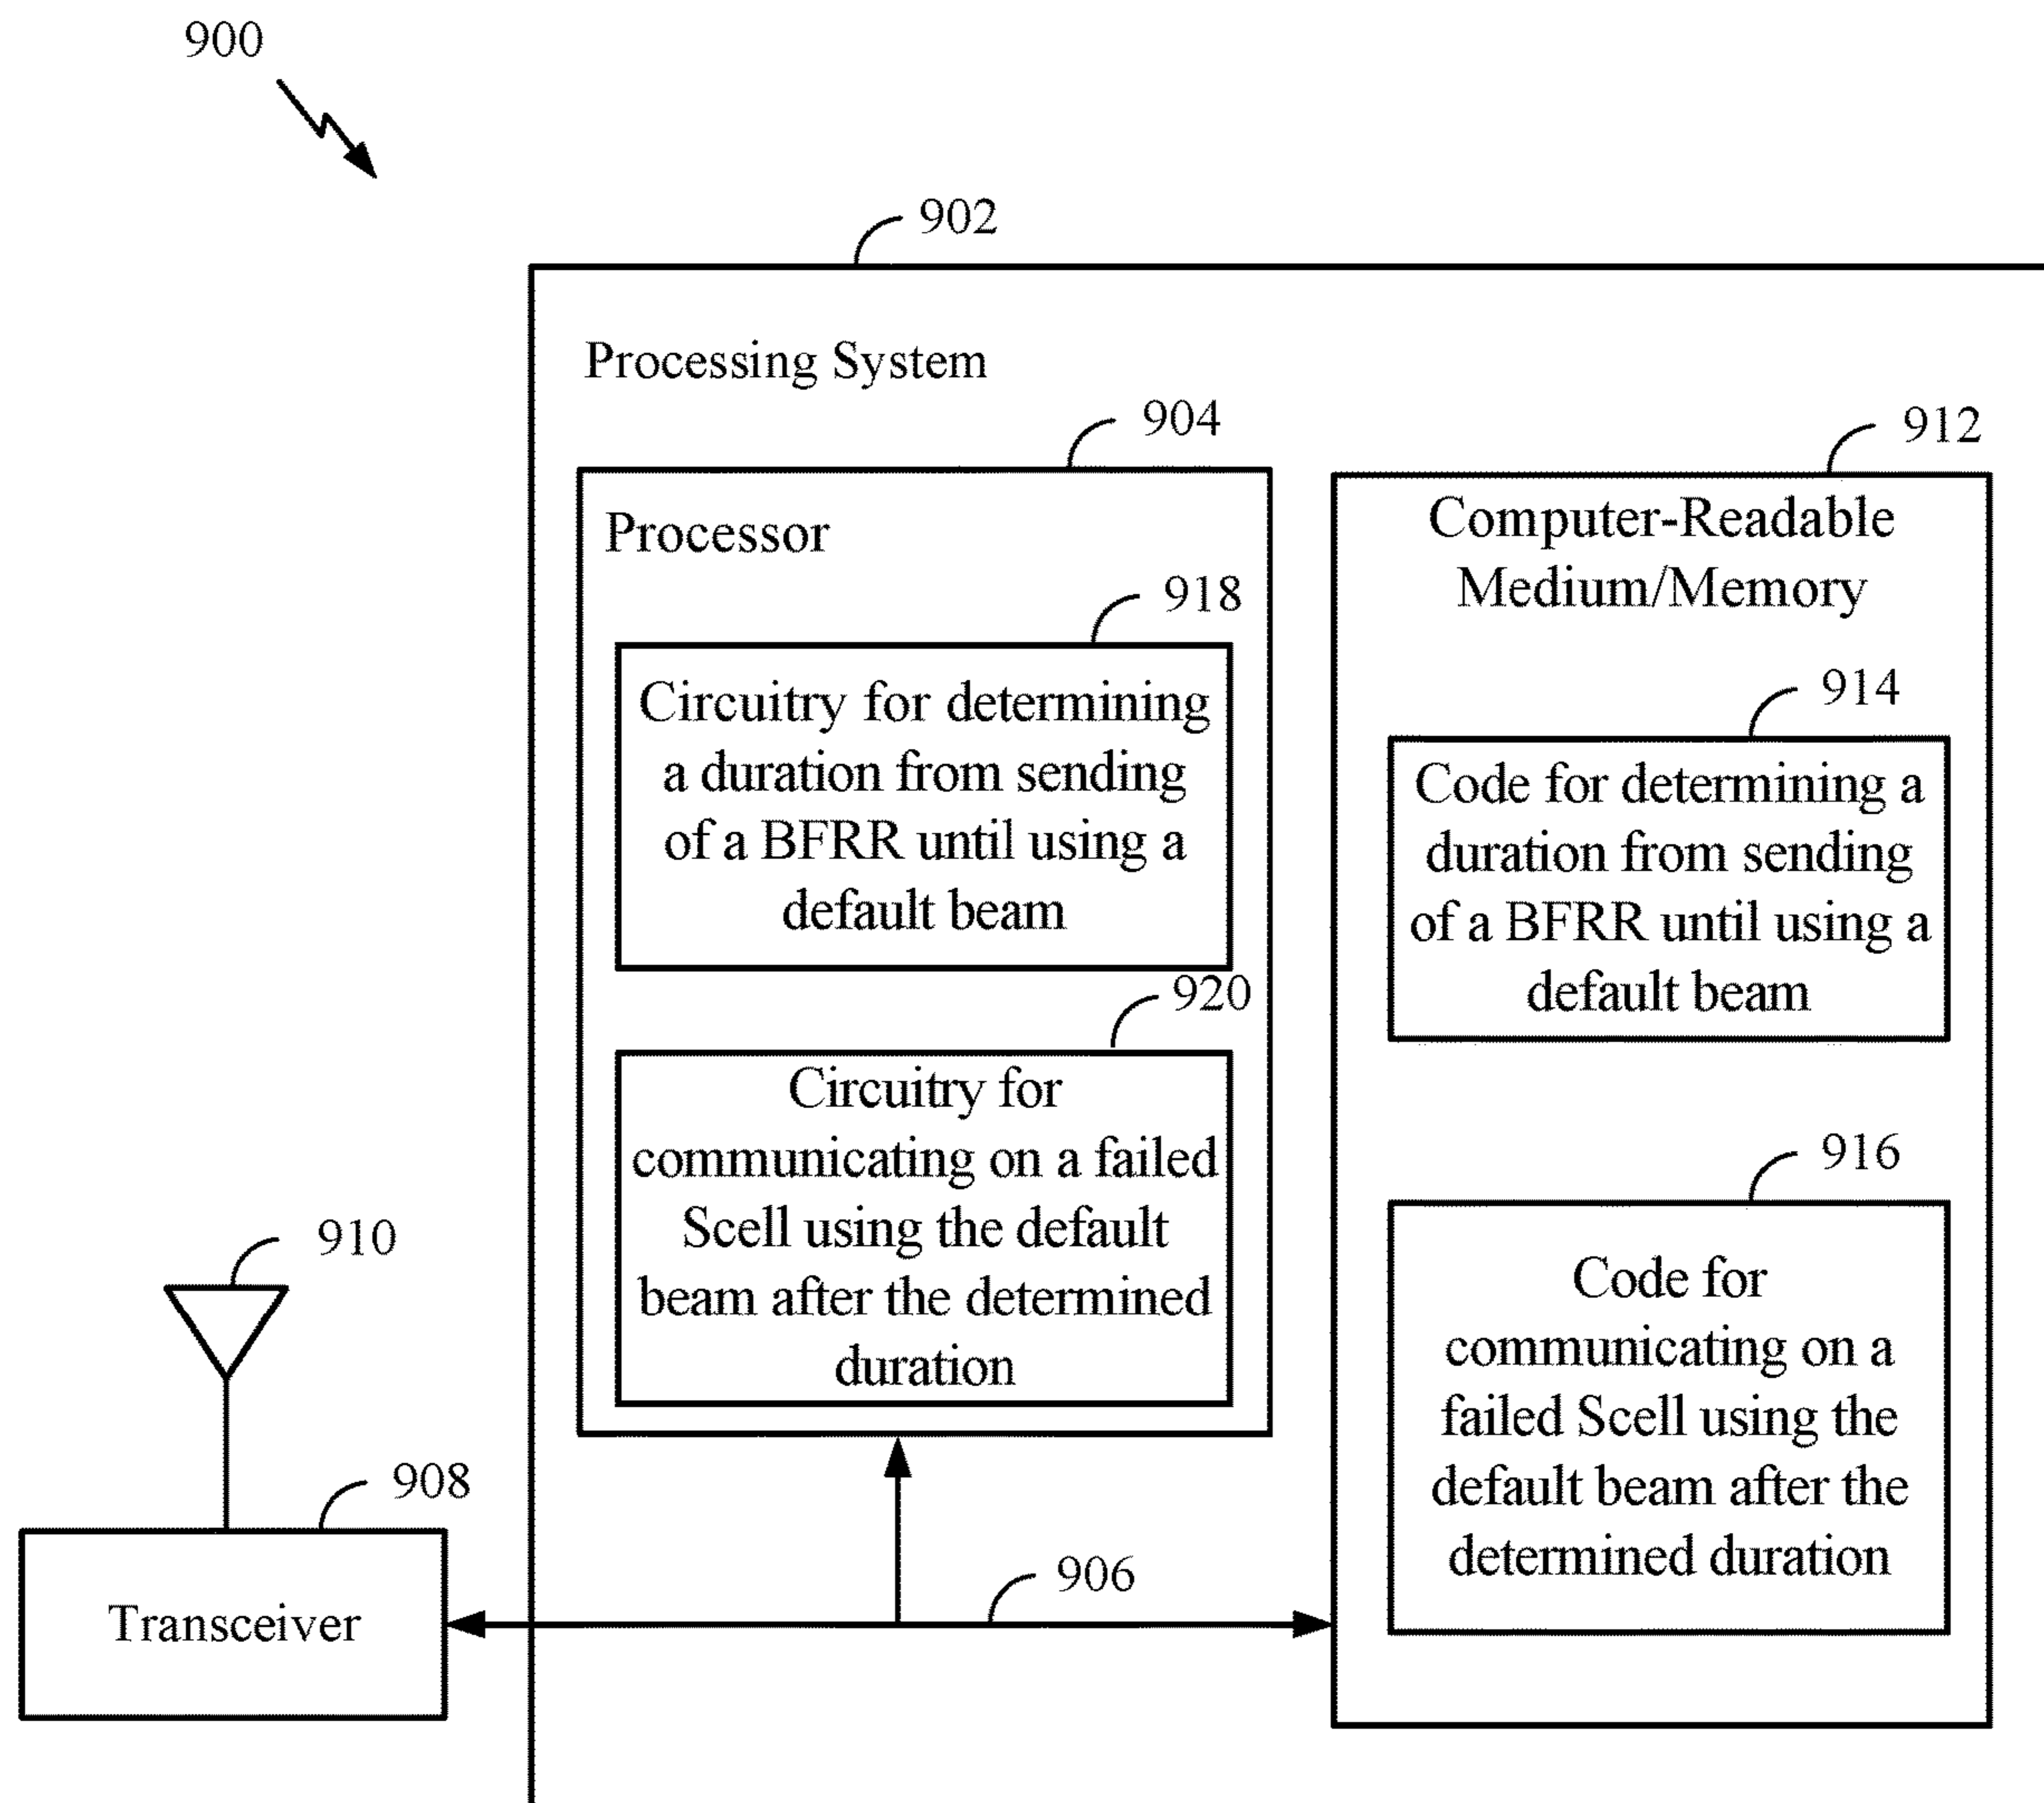 900
902
Processing System
904
912
Processor
Computer-Readable
Medium/Memory
918
Circuitry for determining
a duration from sending
of a BFRR until using a
default beam
914
Code for determining a
duration from sending
of a BFRR until using a
default beam
920
Circuitry for
communicating on a failed
Scell using the default
beam after the determined
duration
916
Code for
communicating on a
failed Scell using the
default beam after the
determined duration
910
908
Transceiver
906